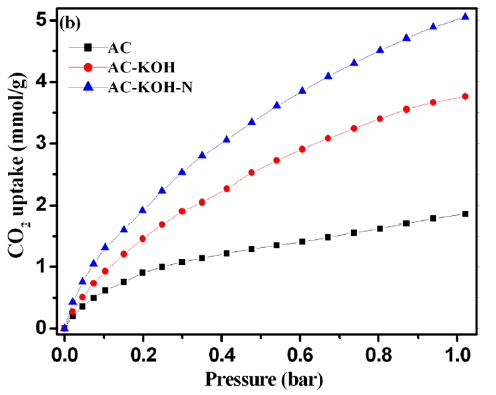 (b)
AC
AC-KOH
AC-KOH-N
CO2 uptake (mmol/g)
5
4
3
2
1
0
0.0 0.2 0.4 0.6 0.8 1.0
Pressure (bar)